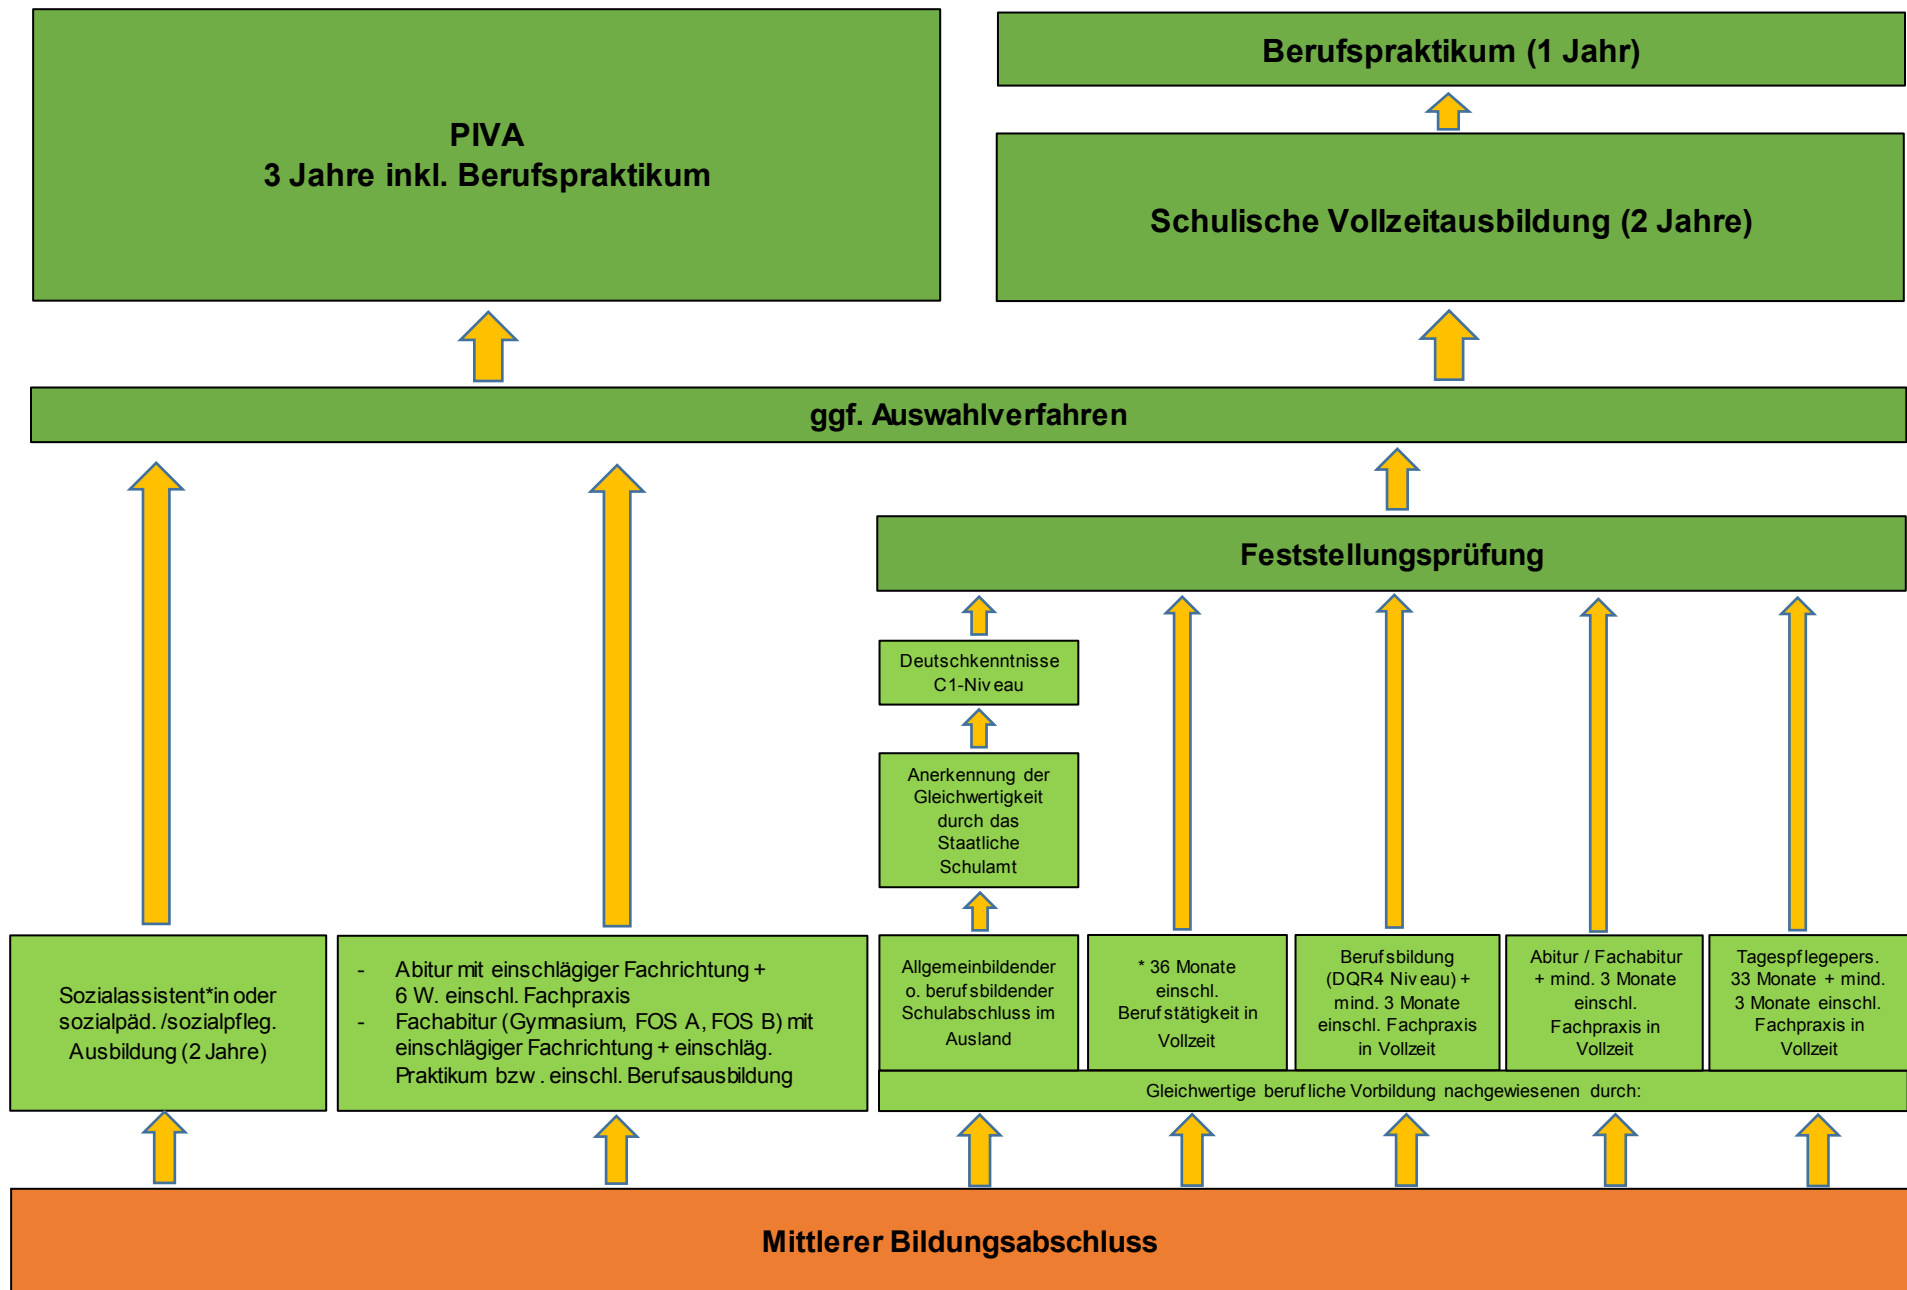 PIVA
3 Jahre inkl. Berufspraktikum
Berufspraktikum (1 Jahr)
Schulische Vollzeitausbildung (2 Jahre)
ggf. Auswahlverfahren
Feststellungsprüfung
Deutschkenntnisse
C1-Niveau
Anerkennung der
Gleichwertigkeit
durch das
Staatliche
Schulamt
Sozialassistent*in oder
sozialpäd. /sozialpfleg.
Ausbildung (2 Jahre)
- Abitur mit einschlägiger Fachrichtung +
6 W. einschl. Fachpraxis
- Fachabitur (Gymnasium, FOS A, FOS B) mit
einschlägiger Fachrichtung + einschläg.
Praktikum bzw. einschl. Berufsausbildung
Allgemeinbildender
o. berufsbildender
Schulabschluss im
Ausland
* 36 Monate
einschl.
Berufstätigkeit in
Vollzeit
Berufsbildung
(DQR4 Niveau) +
mind. 3 Monate
einschl. Fachpraxis
in Vollzeit
Abitur / Fachabitur
+ mind. 3 Monate
einschl.
Fachpraxis in
Vollzeit
Tagespflegepers.
33 Monate + mind.
3 Monate einschl.
Fachpraxis in
Vollzeit
Gleichwertige berufliche Vorbildung nachgewiesenen durch:
Mittlerer Bildungsabschluss